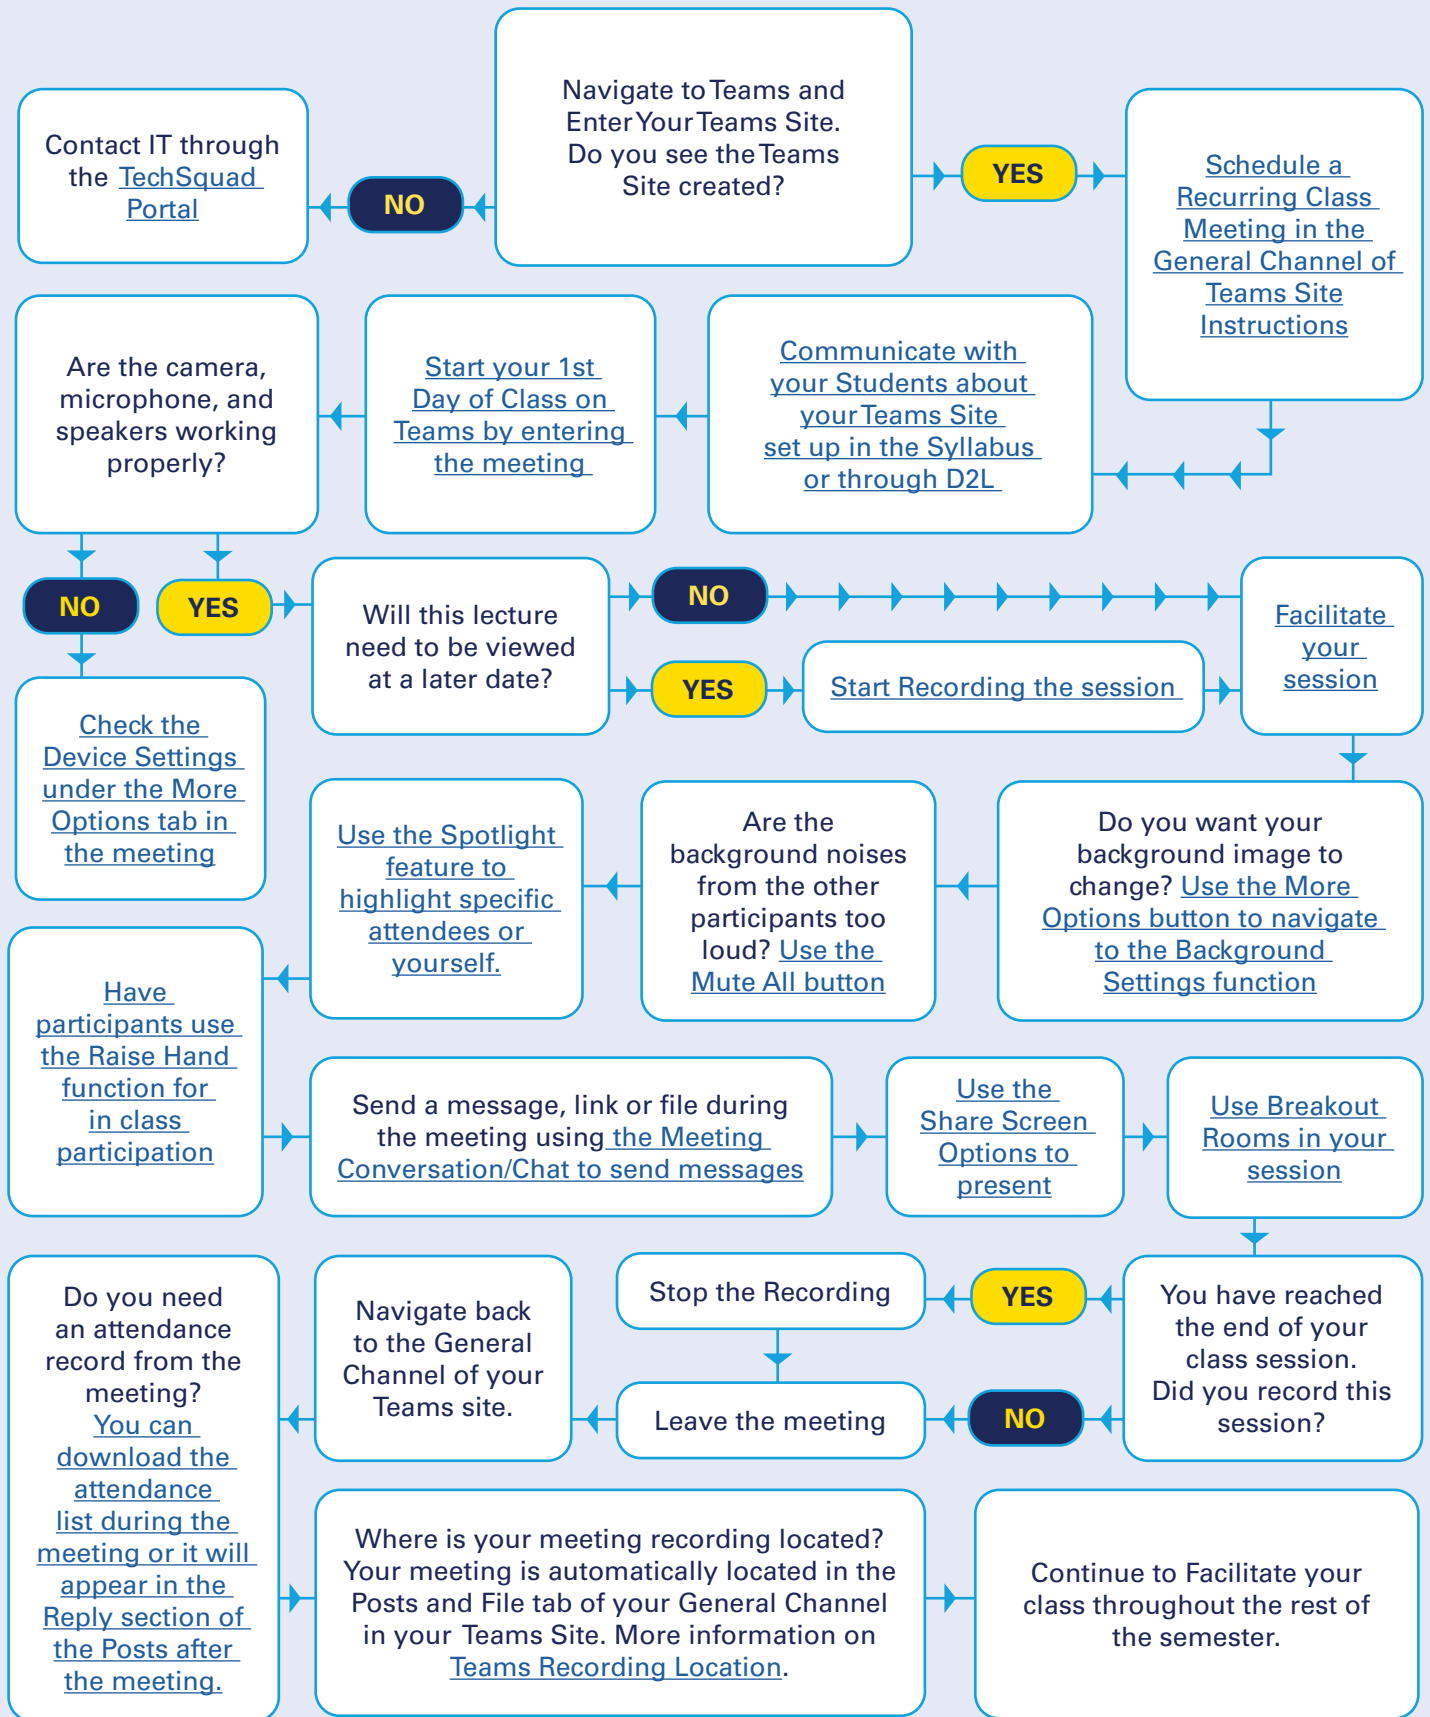 Navigate to Teams and
Enter Your Teams Site.
Do you see the Teams
Site created?
NO
Contact IT through
the TechSquad
Portal
YES
Schedule a
Recurring Class
Meeting in the
General Channel of
Teams Site
Instructions
Communicate with
your Students about
your Teams Site
set up in the Syllabus
or through D2L
Start your 1st
Day of Class on
Teams by entering
the meeting
Are the camera,
microphone, and
speakers working
properly?
NO
Check the
Device Settings
under the More
Options tab in
the meeting
YES
Will this lecture
need to be viewed
at a later date?
NO
YES
Start Recording the session
Facilitate
your
session
Do you want your
background image to
change? Use the More
Options button to navigate
to the Background
Settings function
Are the
background noises
from the other
participants too
loud? Use the
Mute All button
Use the Spotlight
feature to
highlight specific
attendees or
yourself.
Have
participants use
the Raise Hand
function for
in class
participation
Send a message, link or file during
the meeting using the Meeting
Conversation/Chat to send messages
Use the
Share Screen
Options to
present
Use Breakout
Rooms in your
session
You have reached
the end of your
class session.
Did you record this
session?
YES
Stop the Recording
NO
Leave the meeting
Navigate back
to the General
Channel of your
Teams site.
Do you need
an attendance
record from the
meeting?
You can
download the
attendance
list during the
meeting or it will
appear in the
Reply section of
the Posts after
the meeting.
Where is your meeting recording located?
Your meeting is automatically located in the
Posts and File tab of your General Channel
in your Teams Site. More information on
Teams Recording Location.
Continue to Facilitate your
class throughout the rest of
the semester.